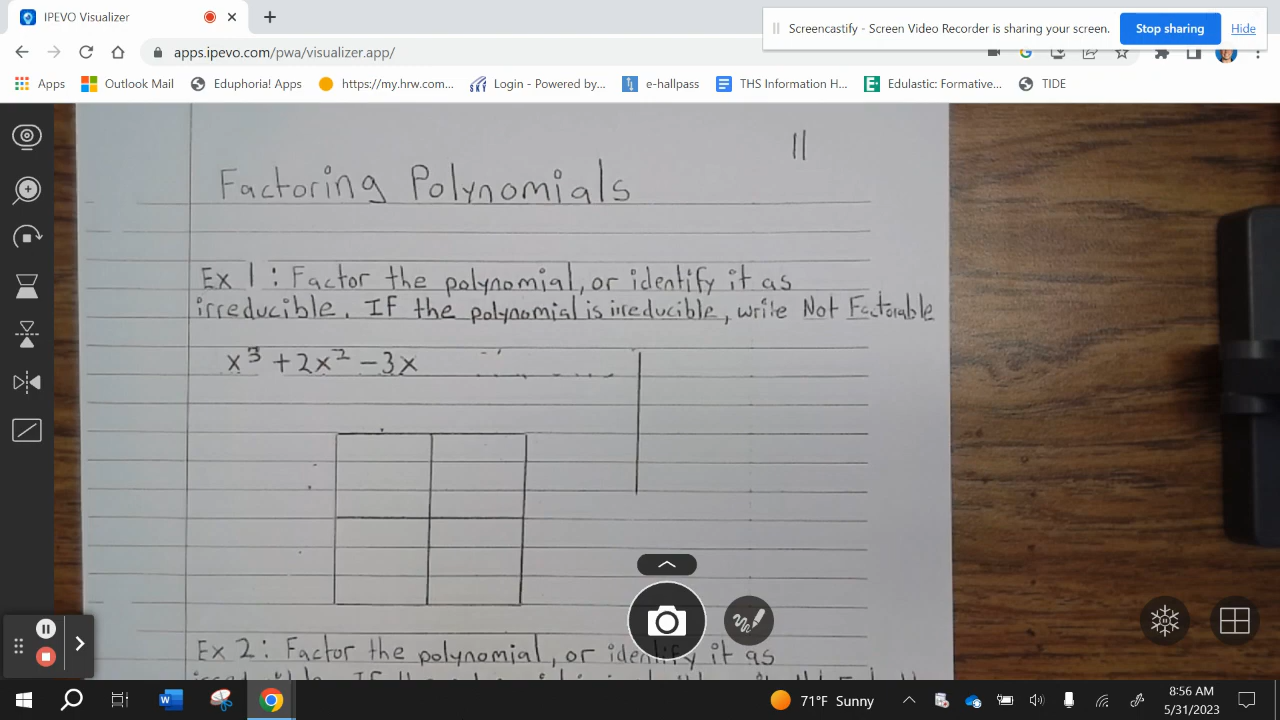 IPEVO Visualizer
Screencastify - Screen Video Recorder is sharing your screen.
Stop sharing
Hide
apps.ipevo.com/pwa/visualizer.app/
Apps
Outlook Mail
Eduphoria! Apps
https://my.hrw.com...
Login - Powered by...
e-hallpass
THS Information H...
Edulastic: Formative...
TIDE
11
Factoring Polynomials
Ex 1: Factor the polynomial, or identify it as
irreducible. If the polynomial is irreducible, write Not Factorable
x³ + 2x² - 3x
Ex 2: Factor the polynomial, or identify it as
71°F Sunny
8:56 AM
5/31/2023